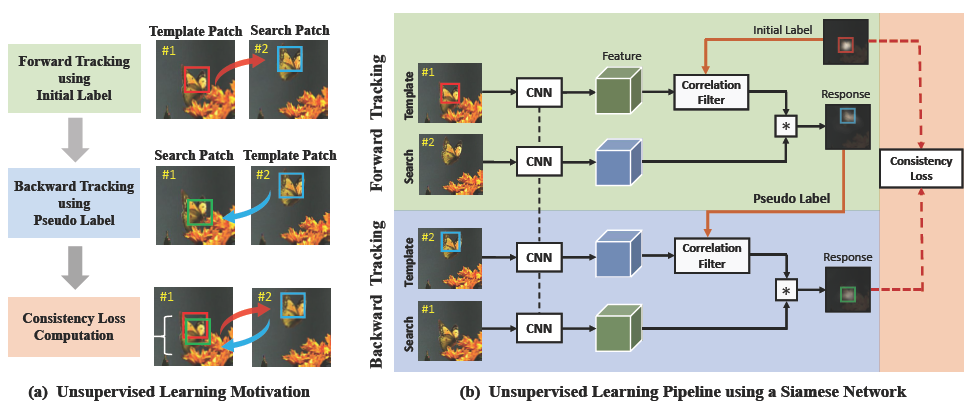 Template Patch
Search Patch
#1
#2
Forward Tracking
using
Initial Label
Search Patch
Template Patch
#1
#2
Backward Tracking
using
Pseudo Label
#1
#2
Consistency Loss
Computation
(a) Unsupervised Learning Motivation
Forward Tracking
Template
#1
CNN
Feature
Correlation
Filter
Initial Label
*
Response
Search
#2
CNN
Consistency
Loss
Pseudo Label
Backward Tracking
Template
#2
CNN
Correlation
Filter
*
Response
Search
#1
CNN
(b) Unsupervised Learning Pipeline using a Siamese Network